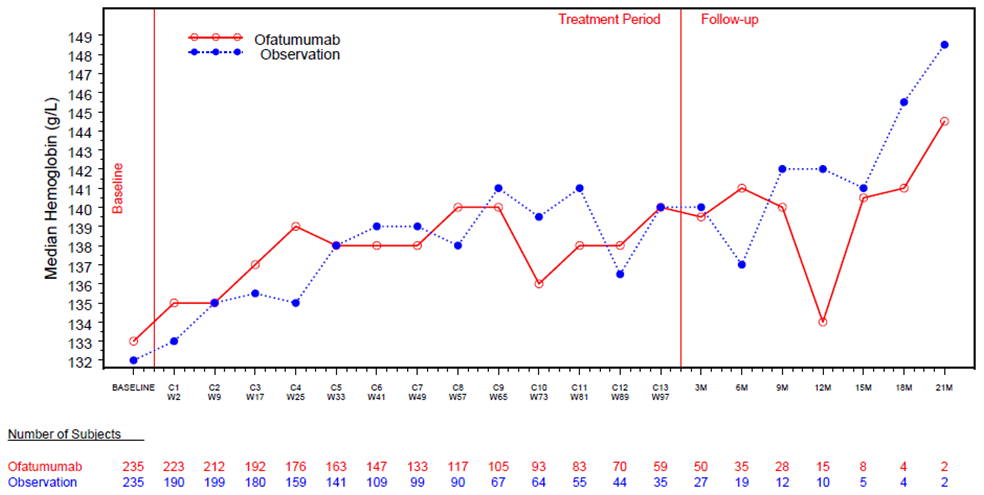 Treatment Period Follow-up
Ofatumumab
Observation
149
148
147
146
145
144
143
142
141
140
139
138
137
136
135
134
133
132
Median Hemoglobin (g/L)
Baseline
BASELINE C1 C2 C3 C4 C5 C6 C7 C8 C9 C10 C11 C12 C13 3M 6M 9M 12M 15M 18M 21M
W2 W9 W17 W25 W33 W41 W49 W57 W65 W73 W81 W89 W97
Number of Subjects
Ofatumumab 235 223 212 192 176 163 147 133 117 105 93 83 70 59 50 35 28 15 8 4 2
Observation 235 190 199 180 159 141 109 99 90 67 64 55 44 35 27 19 12 10 5 4 2